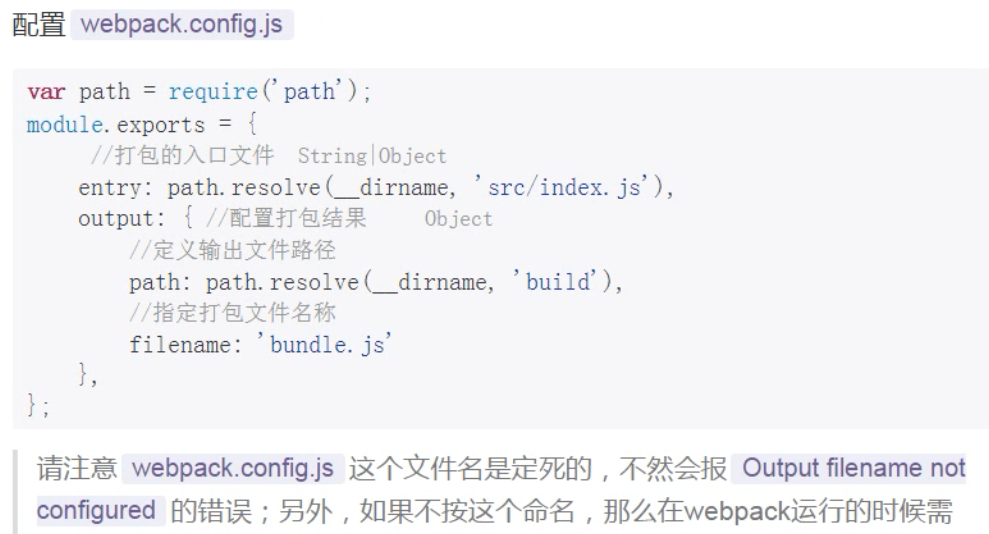 配置 webpack.config.js
var path = require('path');
module.exports = {
//打包的入口文件  String|Object
entry: path.resolve(__dirname, 'src/index.js'),
output: { //配置打包结果     Object
//定义输出文件路径
path: path.resolve(__dirname, 'build'),
//指定打包文件名称
filename: 'bundle.js'
},
};
请注意 webpack.config.js 这个文件名是定死的，不然会报 Output filename not
configured 的错误；另外，如果不按这个命名，那么在webpack运行的时候需